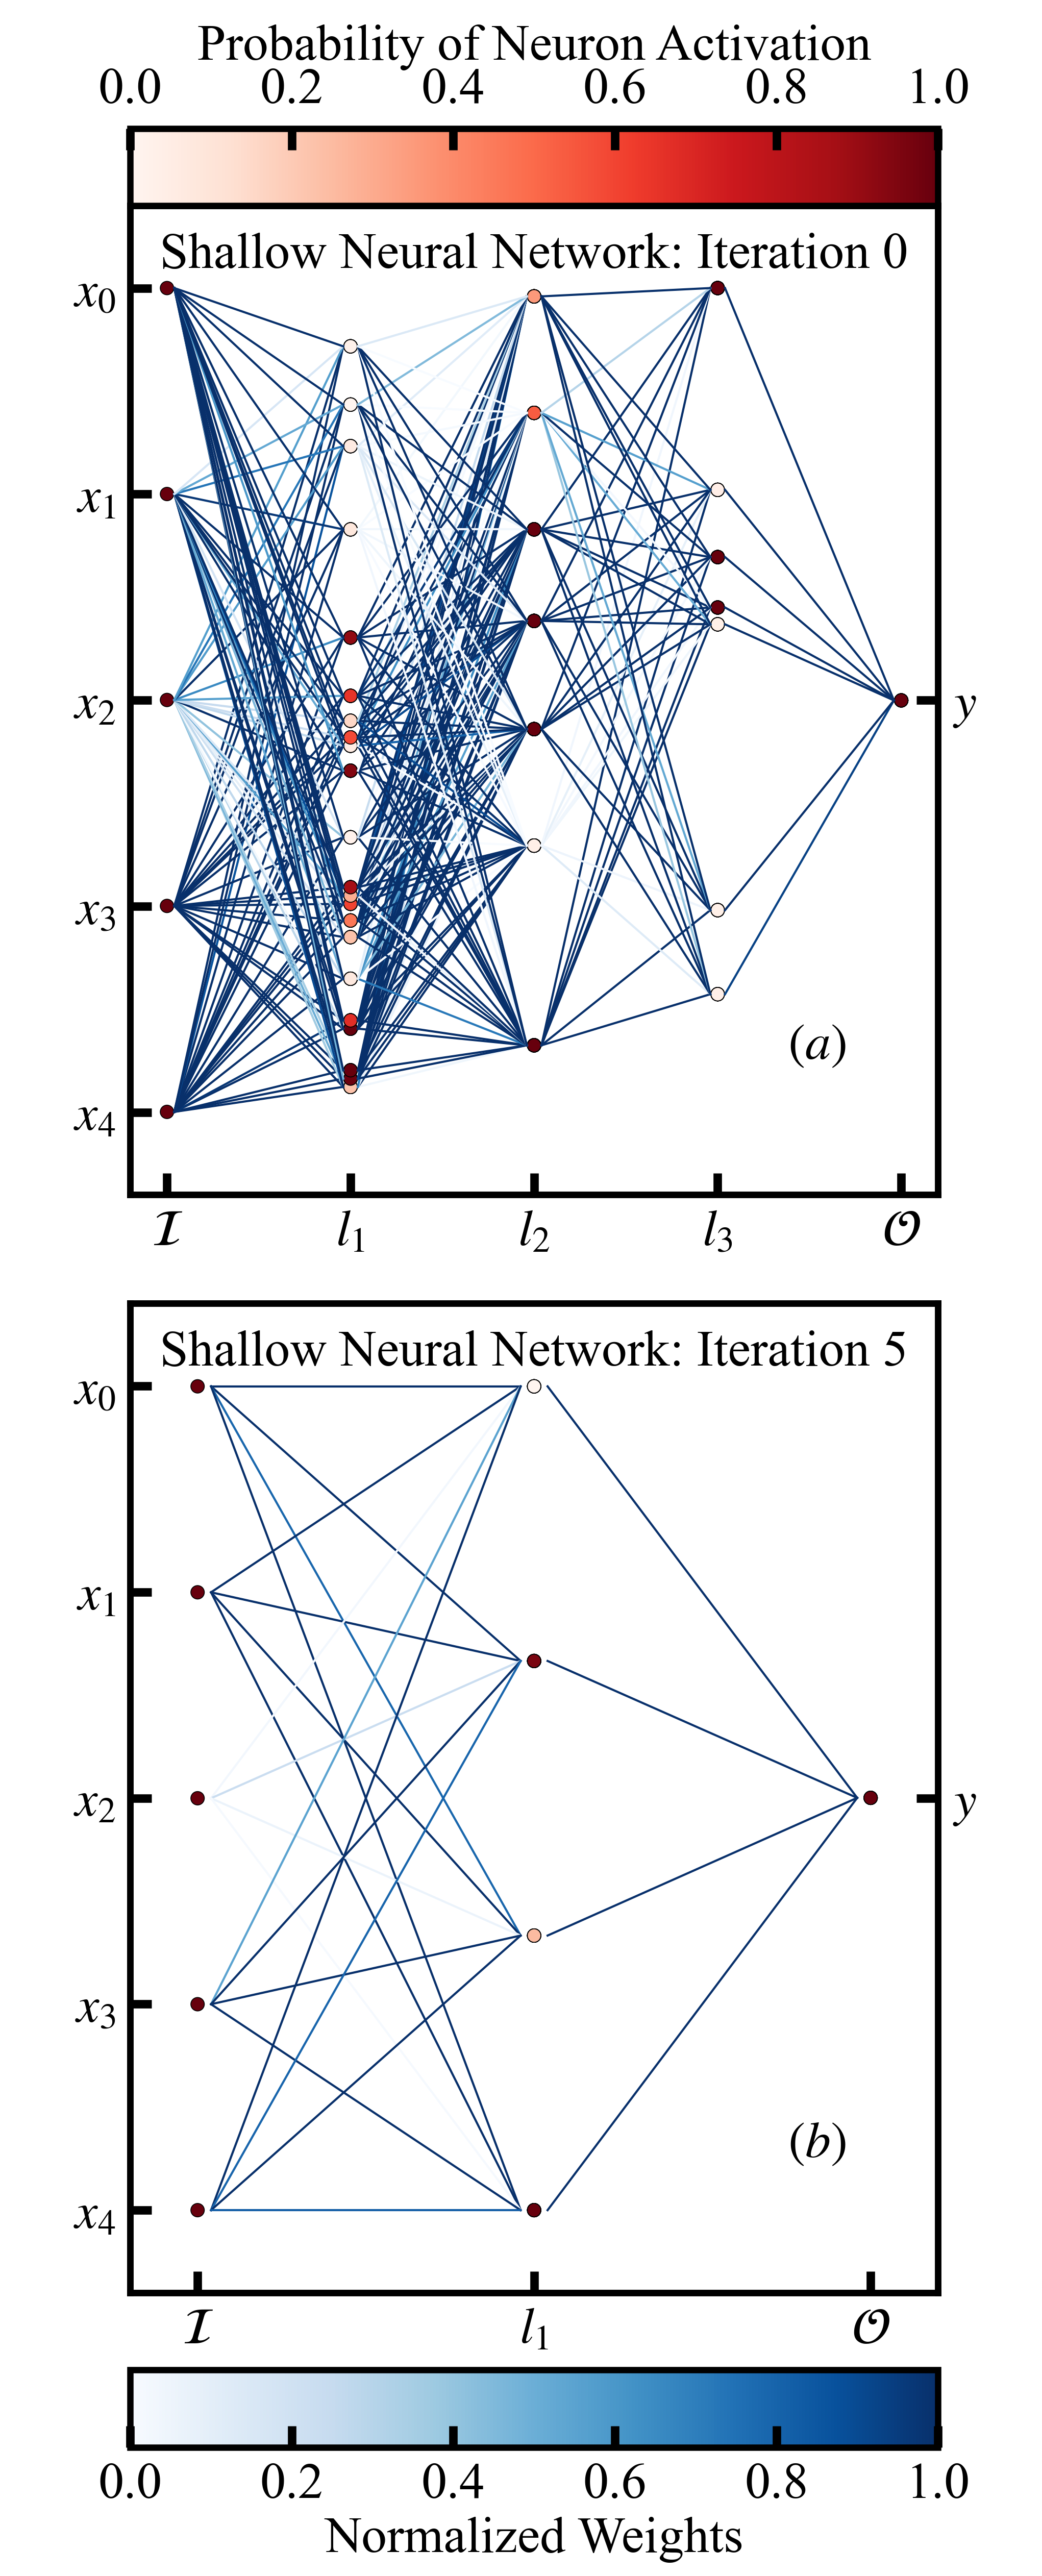 Probability of Neuron Activation
0.0 0.2 0.4 0.6 0.8 1.0
Shallow Neural Network: Iteration 0
x₀
x₁
x₂
y
x₃
(a)
x₄
ℐ l₁ l₂ l₃ 𝒪
Shallow Neural Network: Iteration 5
x₀
x₁
x₂
y
x₃
(b)
x₄
ℐ l₁ 𝒪
0.0 0.2 0.4 0.6 0.8 1.0
Normalized Weights